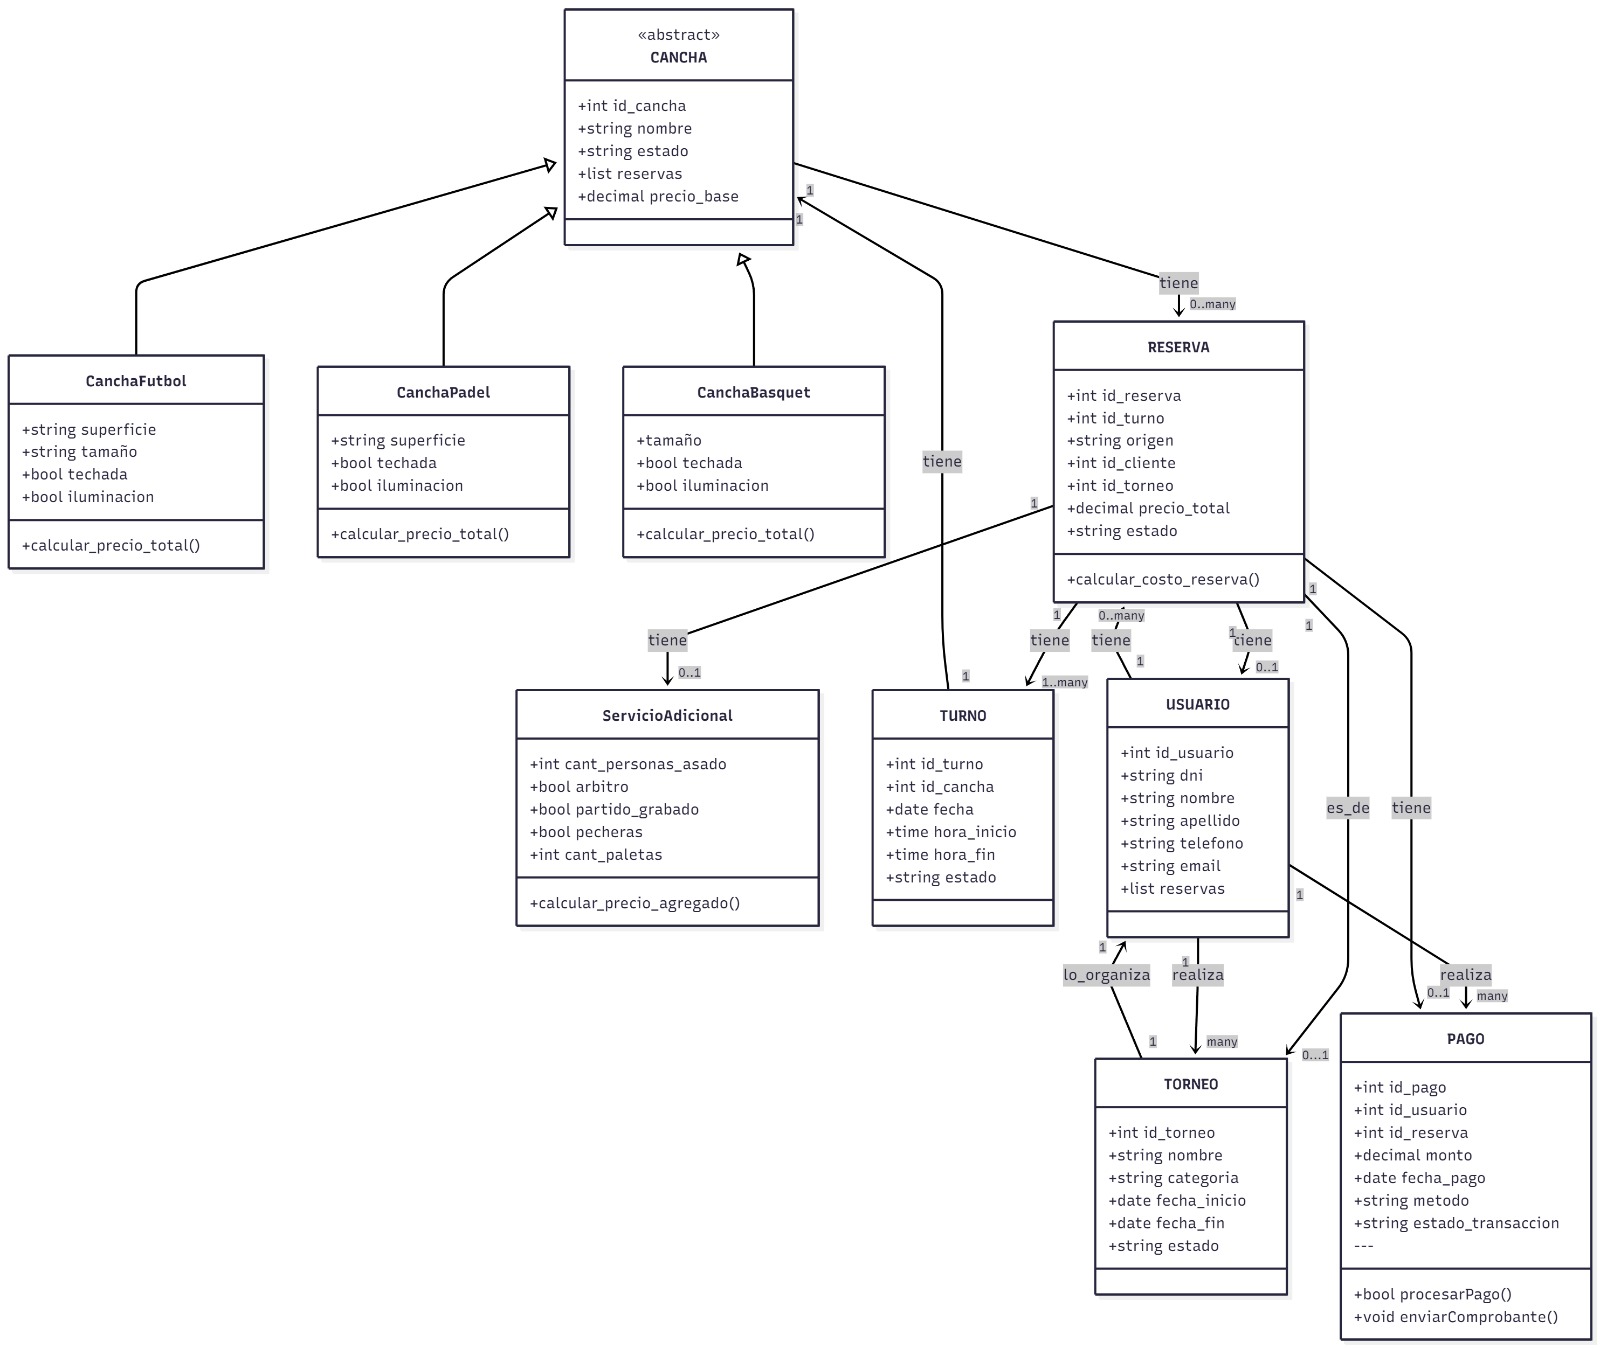 «abstract»
CANCHA
+int id_cancha
+string nombre
+string estado
+list reservas
+decimal precio_base
1
1
tiene
0..many
CanchaFutbol
+string superficie
+string tamaño
+bool techada
+bool iluminacion
+calcular_precio_total()
CanchaPadel
+string superficie
+bool techada
+bool iluminacion
+calcular_precio_total()
CanchaBasquet
+tamaño
+bool techada
+bool iluminacion
+calcular_precio_total()
tiene
RESERVA
+int id_reserva
+int id_turno
+string origen
+int id_cliente
+int id_torneo
+decimal precio_total
+string estado
+calcular_costo_reserva()
1
tiene
0..1
1
tiene
1..many
0..many
tiene
1
1
tiene
0..1
1
1
1
ServicioAdicional
+int cant_personas_asado
+bool arbitro
+bool partido_grabado
+bool pecheras
+int cant_paletas
+calcular_precio_agregado()
TURNO
+int id_turno
+int id_cancha
+date fecha
+time hora_inicio
+time hora_fin
+string estado
USUARIO
+int id_usuario
+string dni
+string nombre
+string apellido
+string telefono
+string email
+list reservas
es_de
tiene
1
1
lo_organiza
1
1
realiza
many
0...1
realiza
0..1
many
TORNEO
+int id_torneo
+string nombre
+string categoria
+date fecha_inicio
+date fecha_fin
+string estado
PAGO
+int id_pago
+int id_usuario
+int id_reserva
+decimal monto
+date fecha_pago
+string metodo
+string estado_transaccion
---
+bool procesarPago()
+void enviarComprobante()